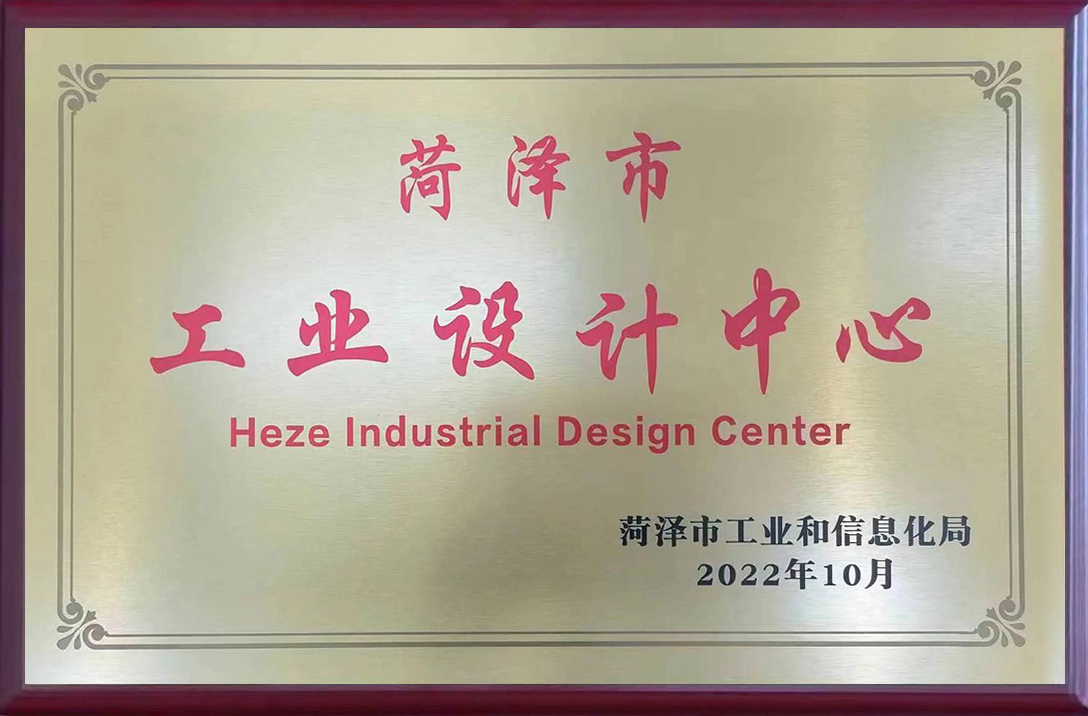 菏泽市
工业设计中心
Heze Industrial Design Center
菏泽市工业和信息化局
2022年10月